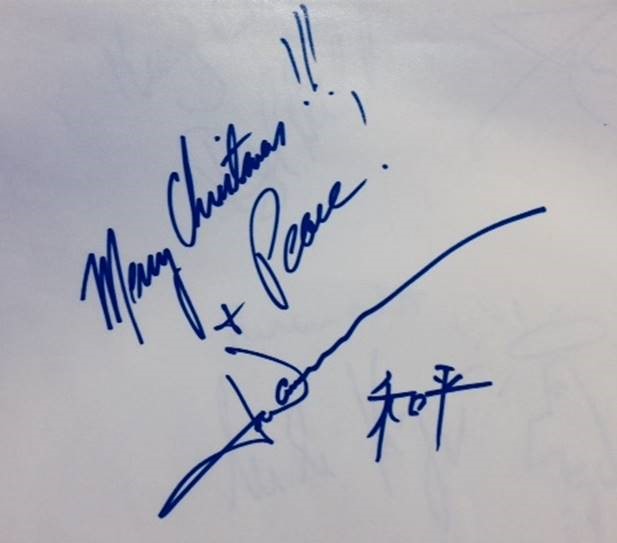 Merry Christmas!!!
+ Peace!
和平